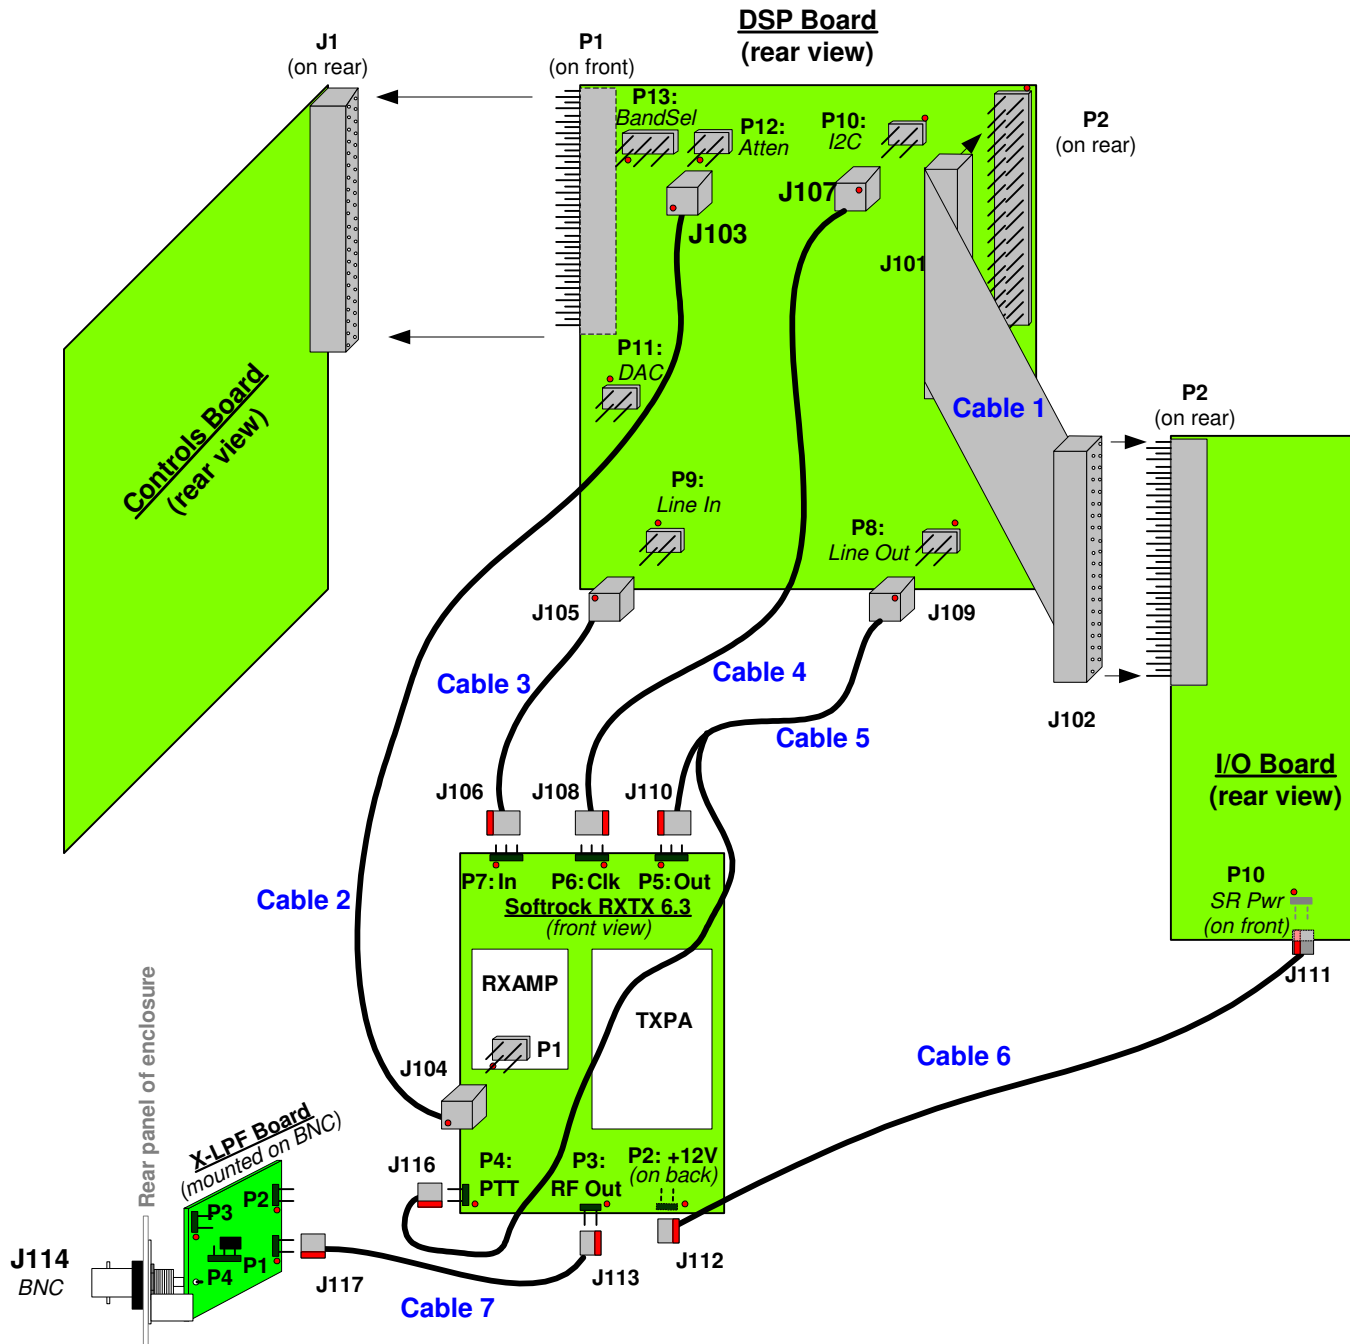 DSP Board
(rear view)
J1
(on rear)
P1
(on front)
P13:
BandSel
P12:
Atten
P10:
I2C
P2
(on rear)
J103
J107
J101
P11:
DAC
Controls Board
(rear view)
Cable 1
P2
(on rear)
P9:
Line In
P8:
Line Out
J105
J109
Cable 3
Cable 4
Cable 5
J102
I/O Board
(rear view)
J106
J108
J110
P7: In
P6: Clk
P5: Out
Softrock RXTX 6.3
(front view)
Cable 2
P10
SR Pwr
(on front)
J111
RXAMP
TXPA
P1
J104
Cable 6
Rear panel of enclosure
X-LPF Board
(mounted on BNC)
J116
P4:
PTT
P3:
RF Out
P2: +12V
(on back)
P2
P3
P1
P4
J114
BNC
J117
J113
J112
Cable 7